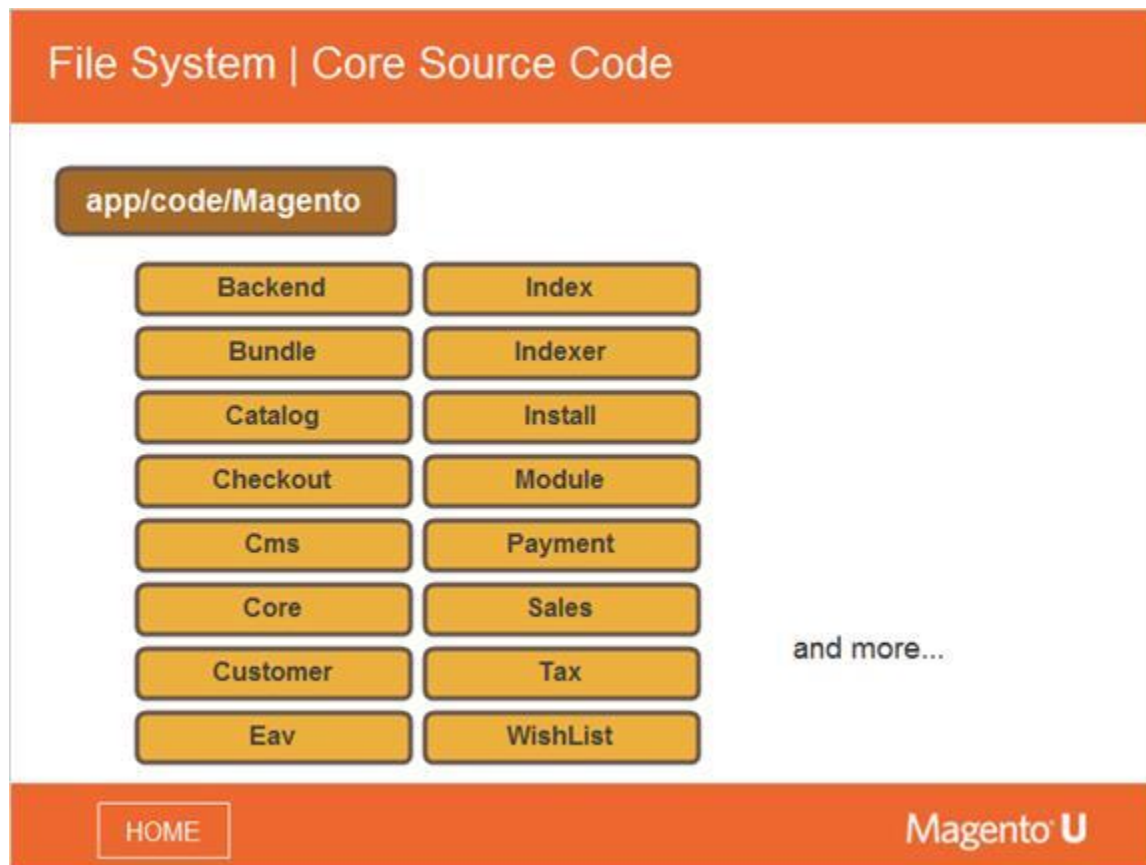 File System | Core Source Code
app/code/Magento
Backend
Index
Bundle
Indexer
Catalog
Install
Checkout
Module
Cms
Payment
Core
Sales
Customer
Tax
Eav
WishList
and more...
HOME
Magento U